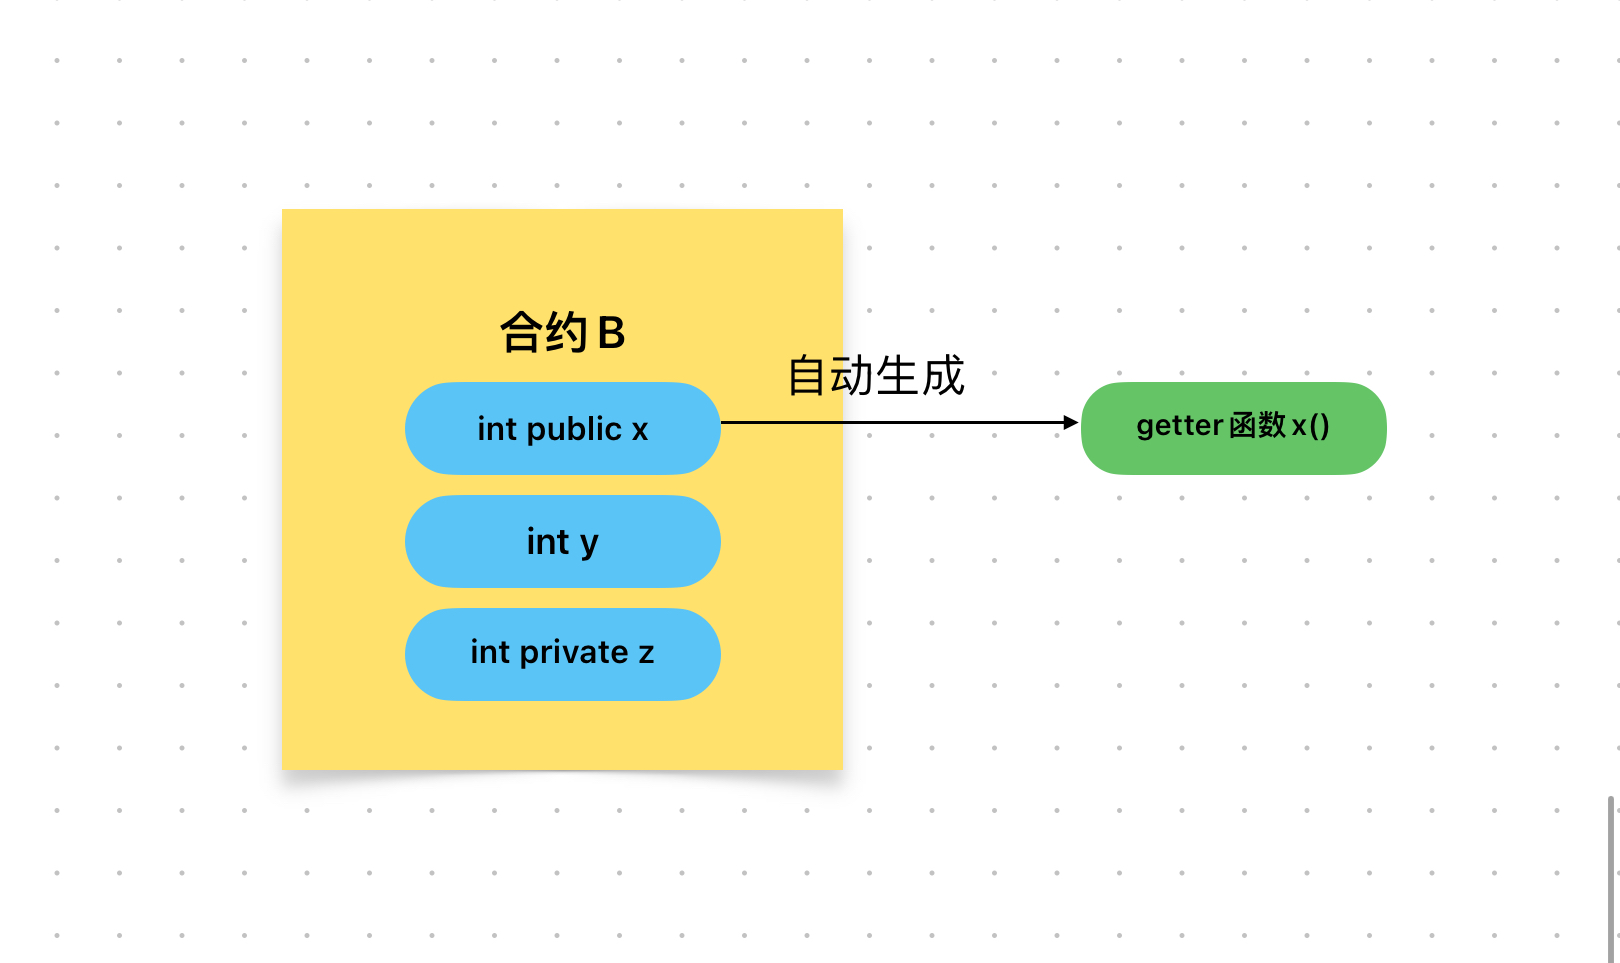 合约 B
自动生成
int public x
getter 函数 x()
int y
int private z